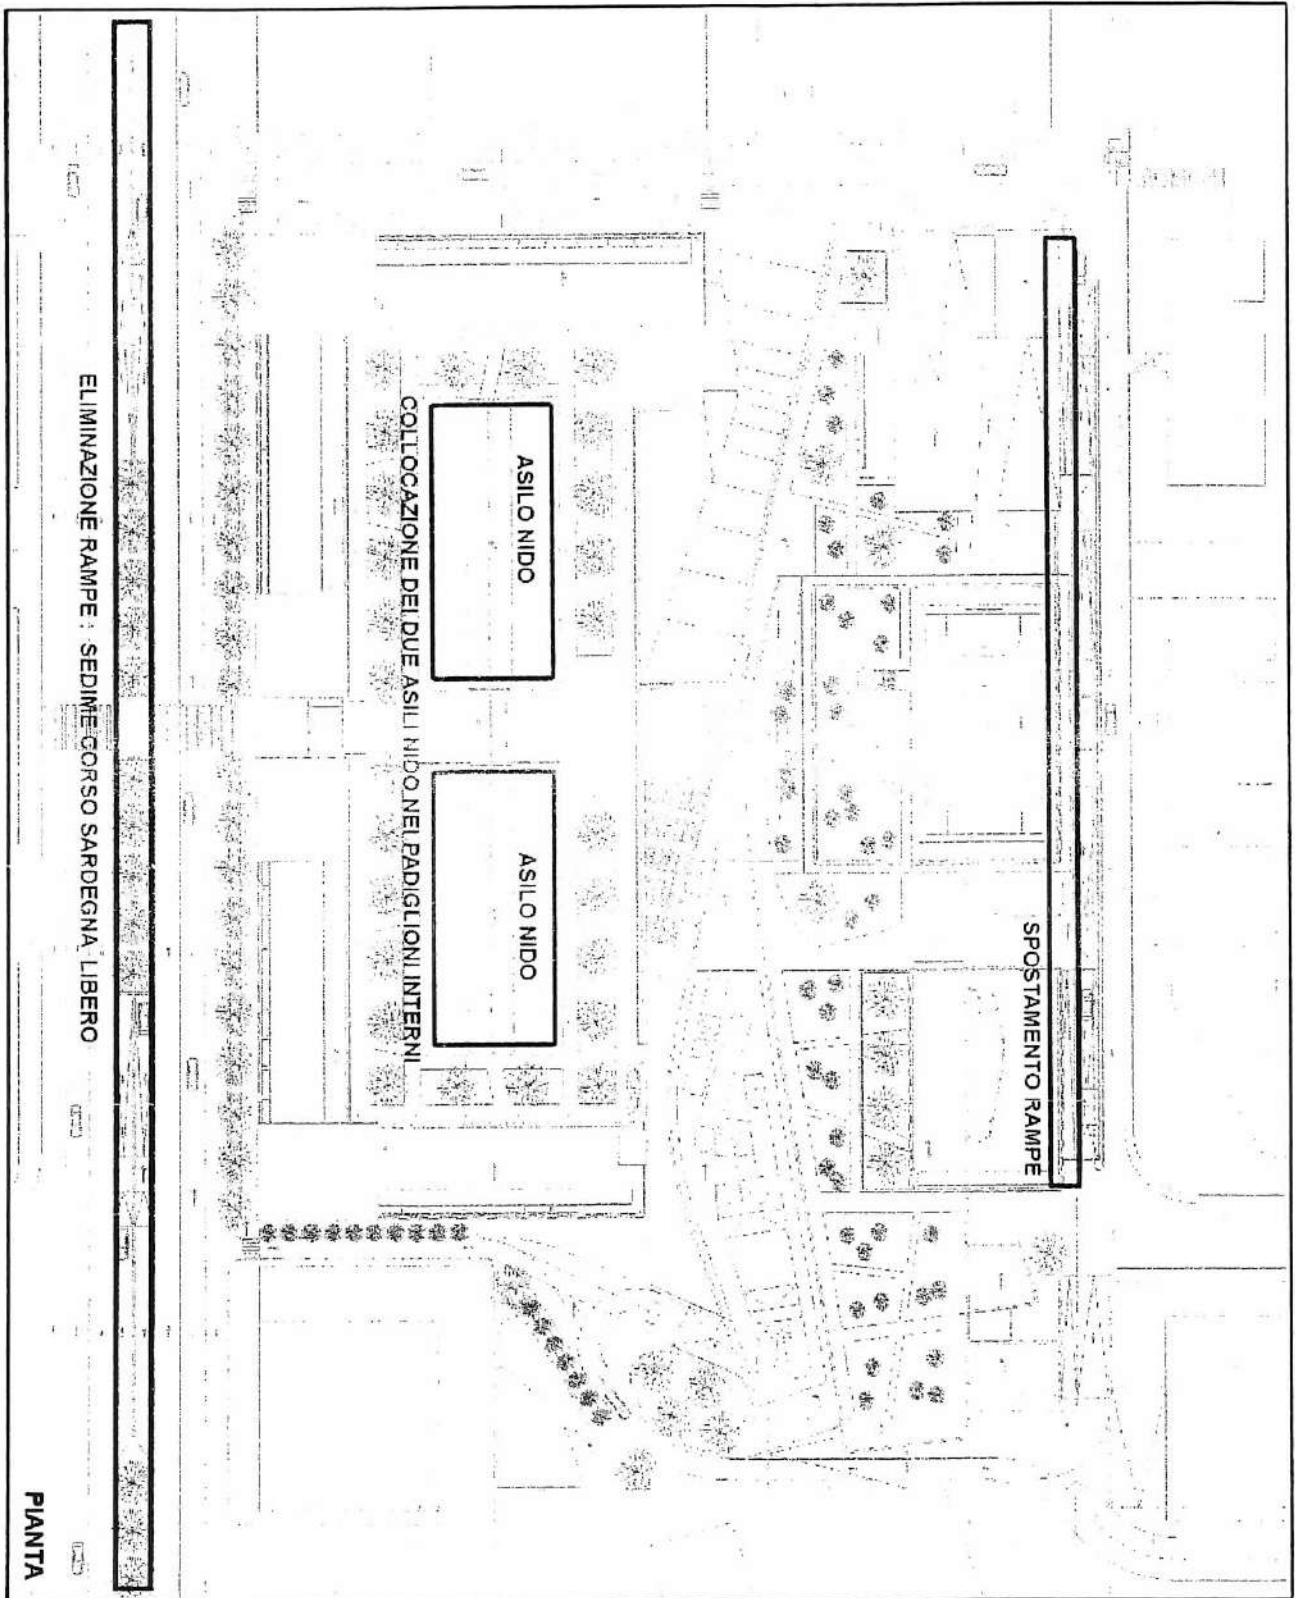 SPOSTAMENTO RAMPE
ASILO NIDO
ASILO NIDO
COLLOCAZIONE DEI DUE ASILI NIDO NEI PADIGLIONI INTERNI
ELIMINAZIONE RAMPE : SEDIME CORSO SARDEGNA LIBERO
PIANTA